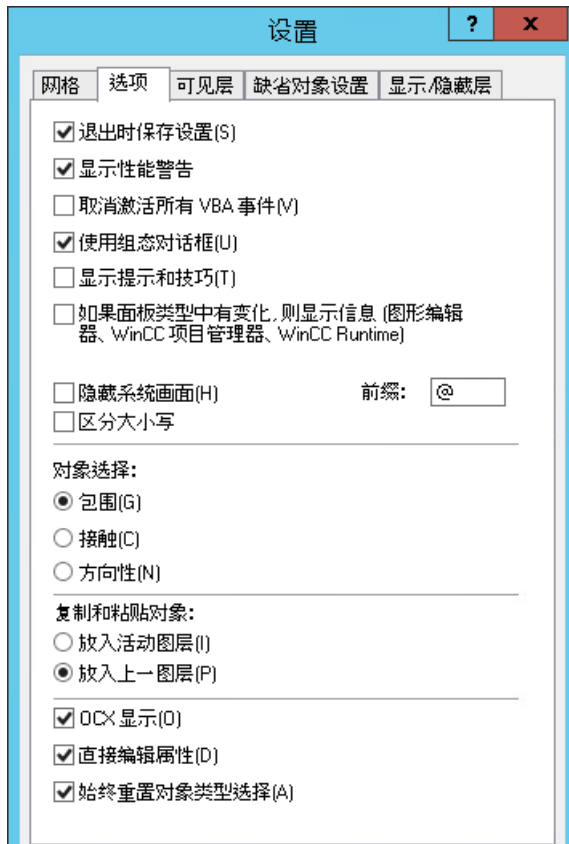 设置
?
x
网格
选项
可见层
缺省对象设置
显示/隐藏层
退出时保存设置(S)
显示性能警告
取消激活所有 VBA 事件(V)
使用组态对话框(U)
显示提示和技巧(T)
如果面板类型中有变化,则显示信息 (图形编辑
器、WinCC 项目管理器、WinCC Runtime)
隐藏系统画面(H) 前缀: @
区分大小写
对象选择:
包围(G)
接触(C)
方向性(N)
复制和粘贴对象:
放入活动图层(I)
放入上一图层(P)
OCX 显示(O)
直接编辑属性(D)
始终重置对象类型选择(A)